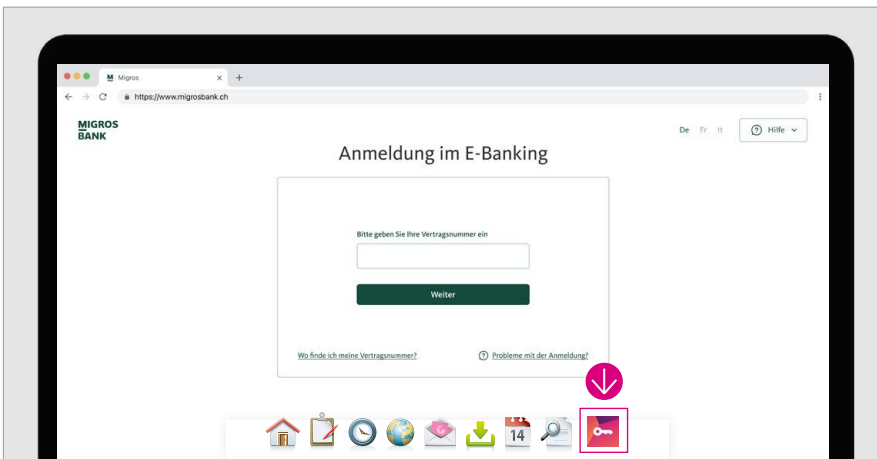 M Migros
https://www.migrosbank.ch
MIGROS
BANK
De Fr It
Hilfe
Anmeldung im E-Banking
Bitte geben Sie Ihre Vertragsnummer ein
Weiter
Wo finde ich meine Vertragsnummer?
Probleme mit der Anmeldung?
14